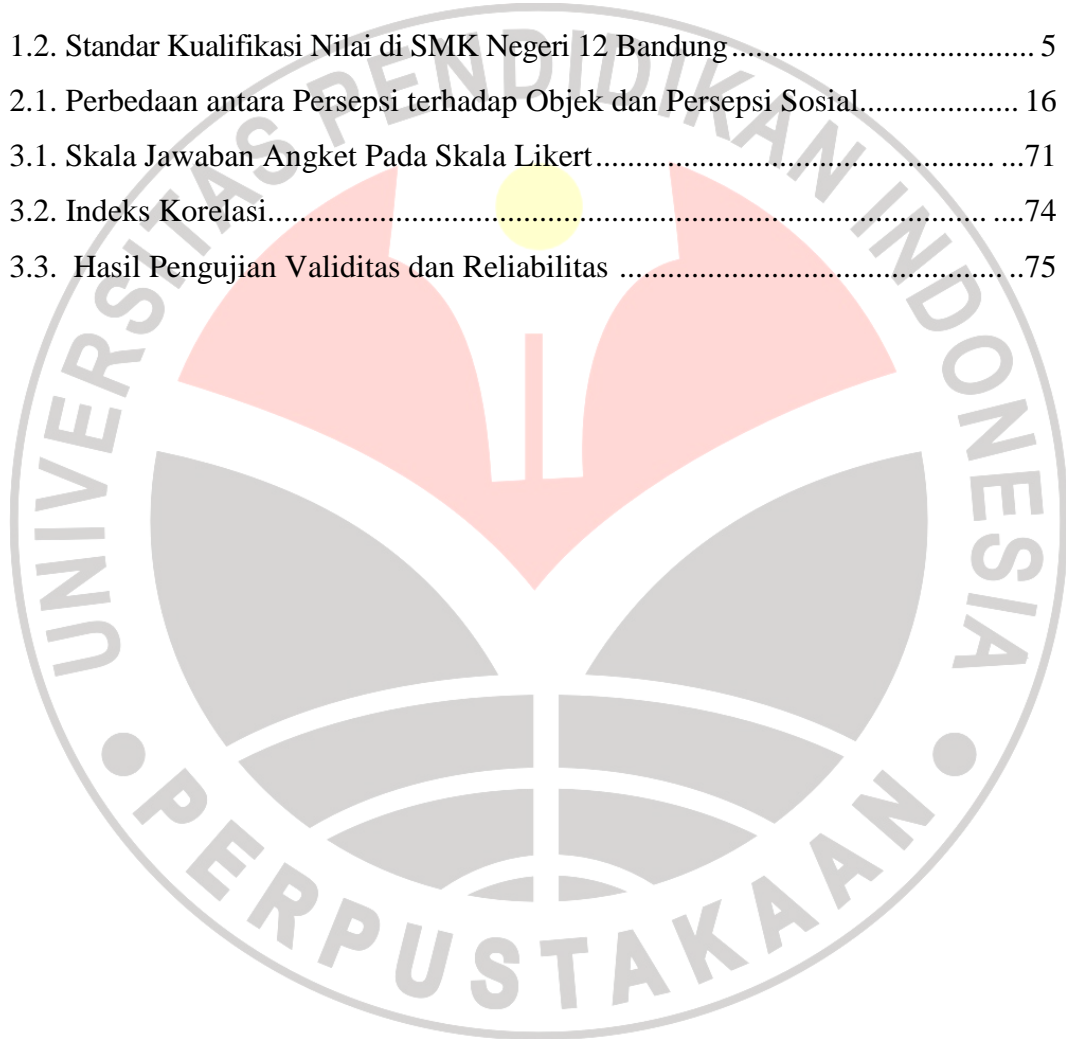 1.2. Standar Kualifikasi Nilai di SMK Negeri 12 Bandung.................................... 5
2.1. Perbedaan antara Persepsi terhadap Objek dan Persepsi Sosial................... 16
3.1. Skala Jawaban Angket Pada Skala Likert............................................... ...71
3.2. Indeks Korelasi...................................................................................... ....74
3.3. Hasil Pengujian Validitas dan Reliabilitas ............................................. ..75
UNIVERSITAS PENDIDIKAN INDONESIA
PERPUSTAKAAN